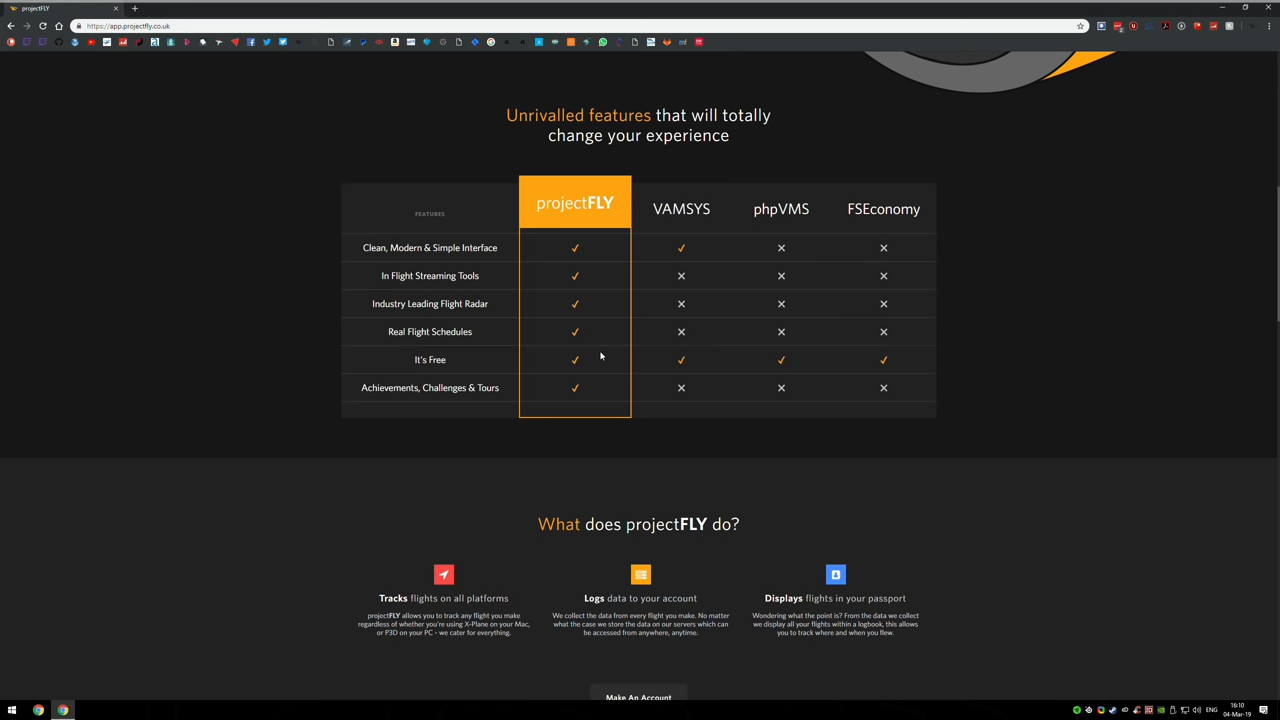 projectFLY
https://app.projectfly.co.uk
Unrivalled features that will totally
change your experience
FEATURES
projectFLY
VAMSYS
phpVMS
FSEconomy
Clean, Modern & Simple Interface
In Flight Streaming Tools
Industry Leading Flight Radar
Real Flight Schedules
It's Free
Achievements, Challenges & Tours
What does projectFLY do?
Tracks flights on all platforms
projectFLY allows you to track any flight you make
regardless of whether you're using X-Plane on your Mac,
or P3D on your PC - we cater for everything.
Logs data to your account
We collect the data from every flight you make. No matter
what the case we store the data on our servers which can
be accessed from anywhere, anytime.
Displays flights in your passport
Wondering what the point is? From the data we collect
we display all your flights within a logbook, this allows
you to track where and when you flew.
Make An Account
ENG
16:10
04-Mar-19